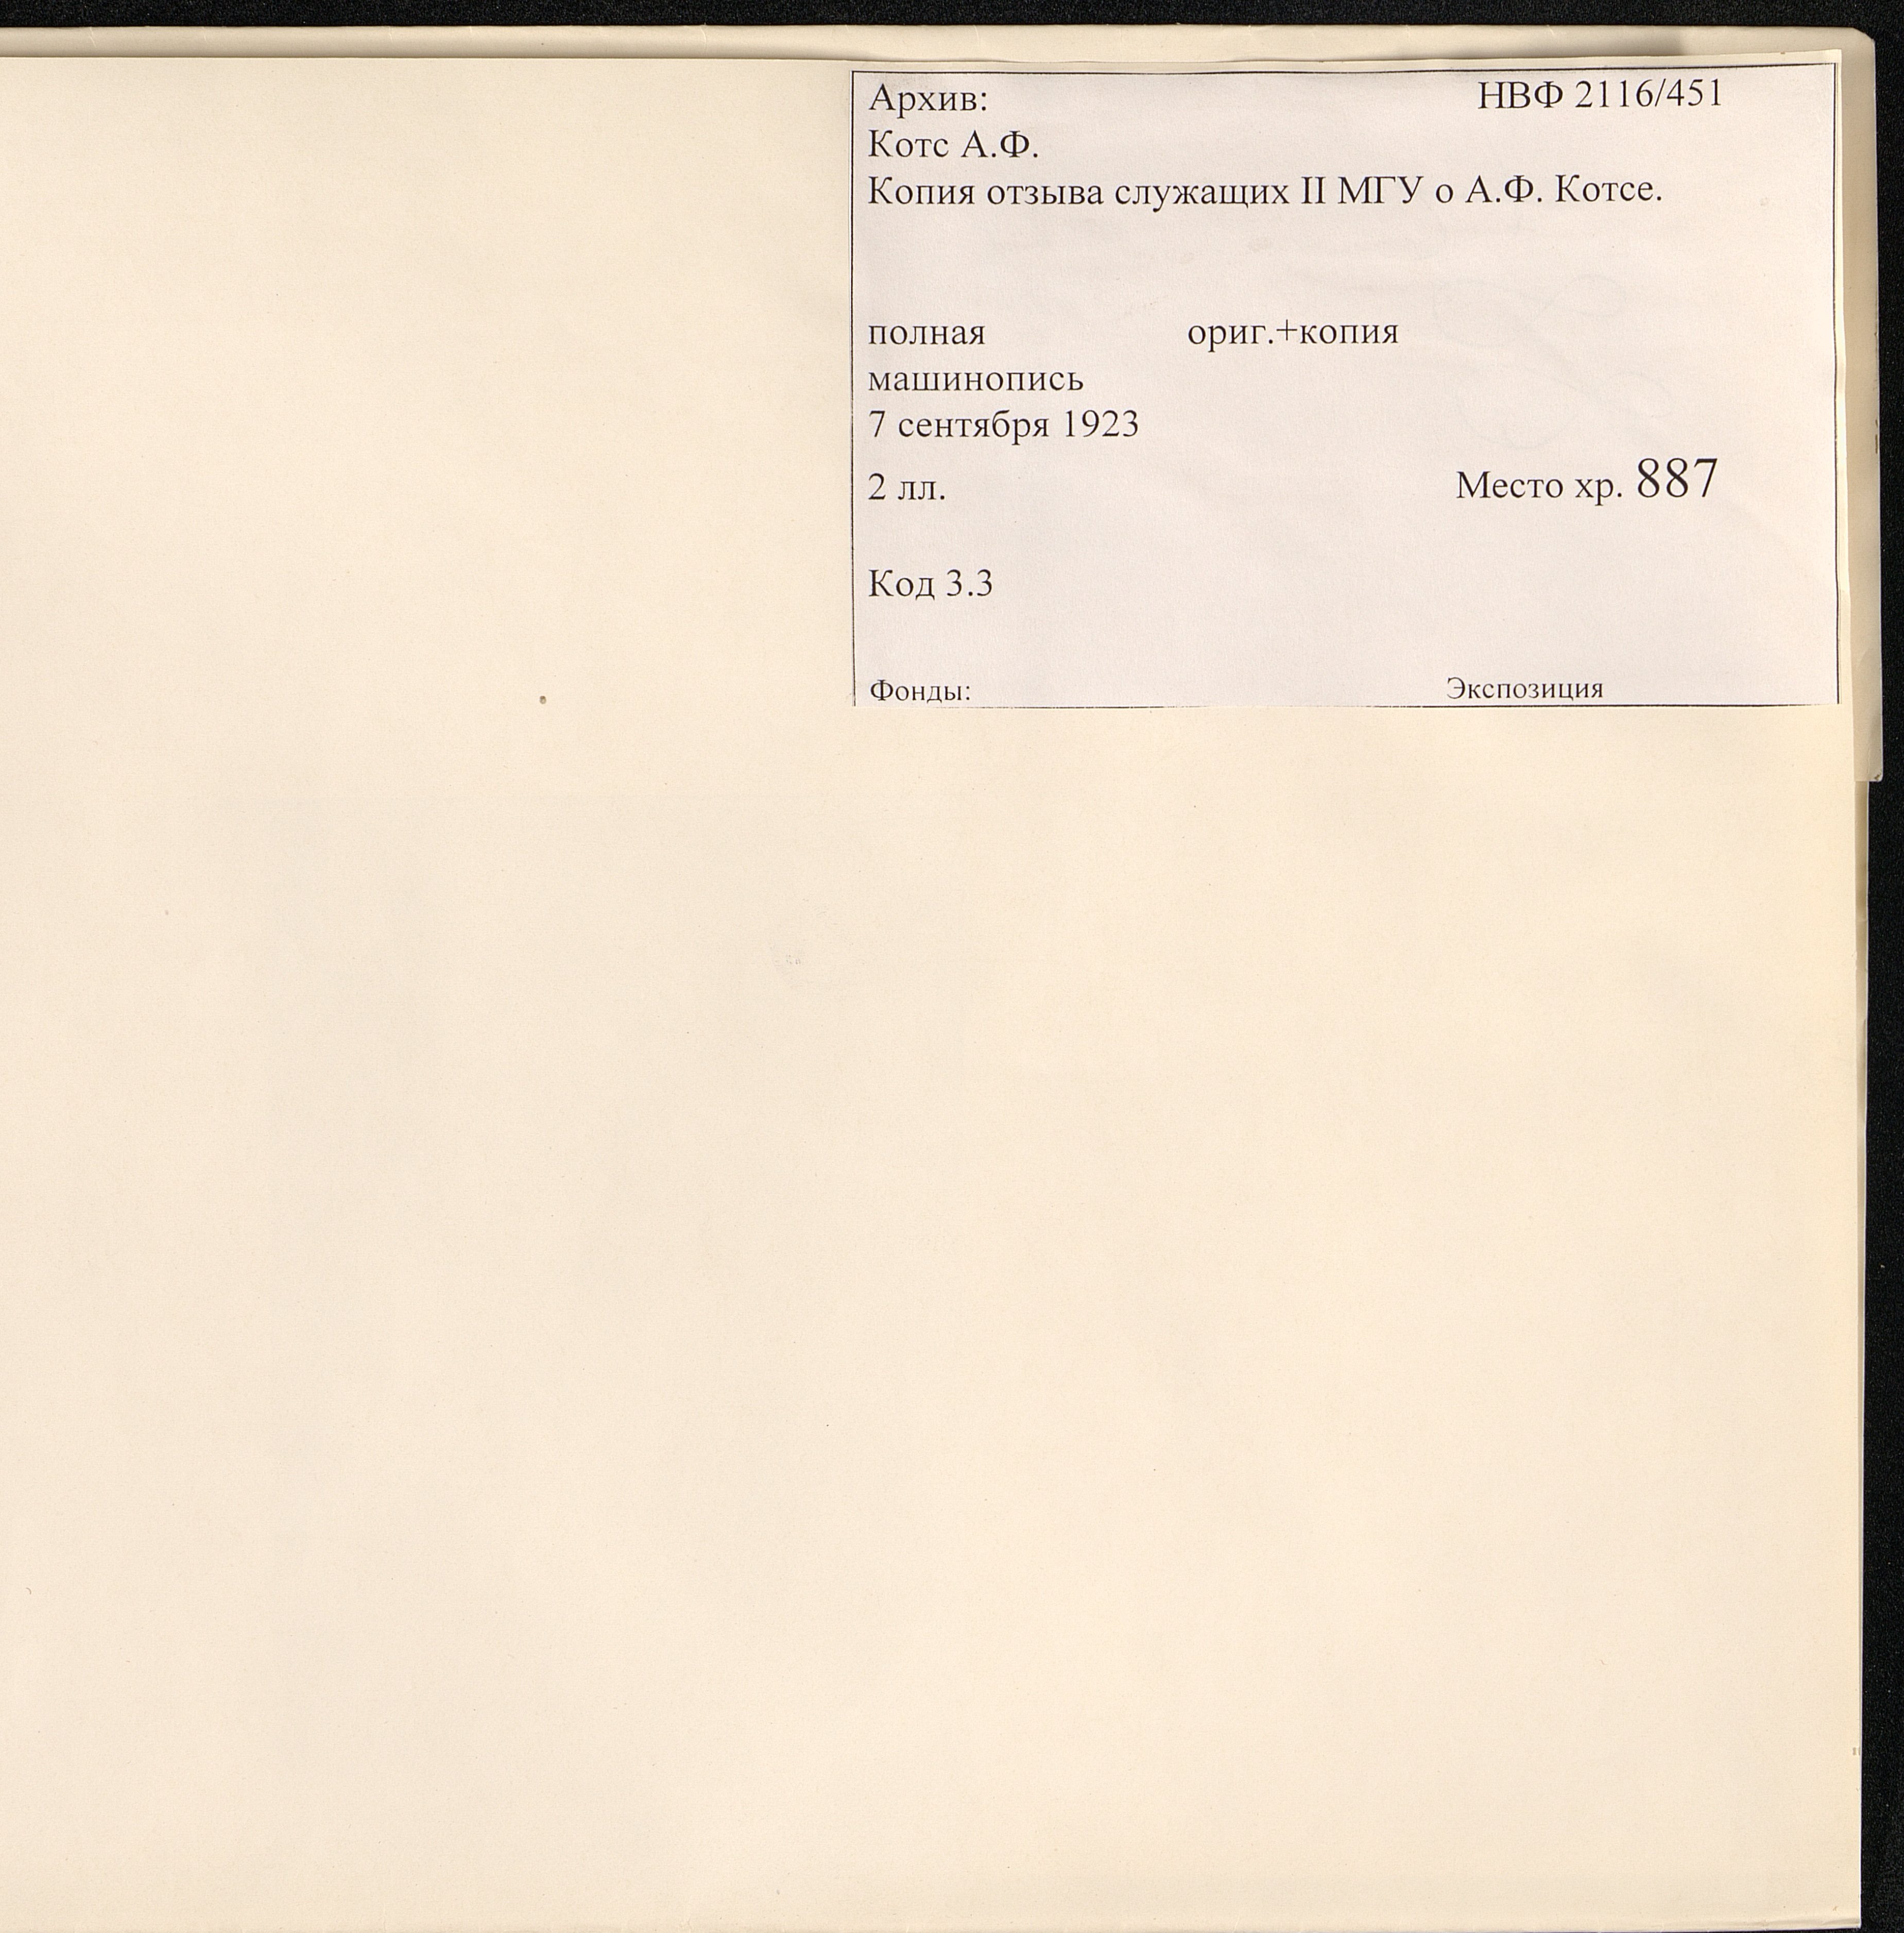 Архив: НВФ 2116/451
Котс А.Ф.
Копия отзыва служащих II МГУ о А.Ф. Котсе.
полная ориг.+копия
машинопись
7 сентября 1923
2 лл. Место хр. 887
Код 3.3
Фонды: Экспозиция